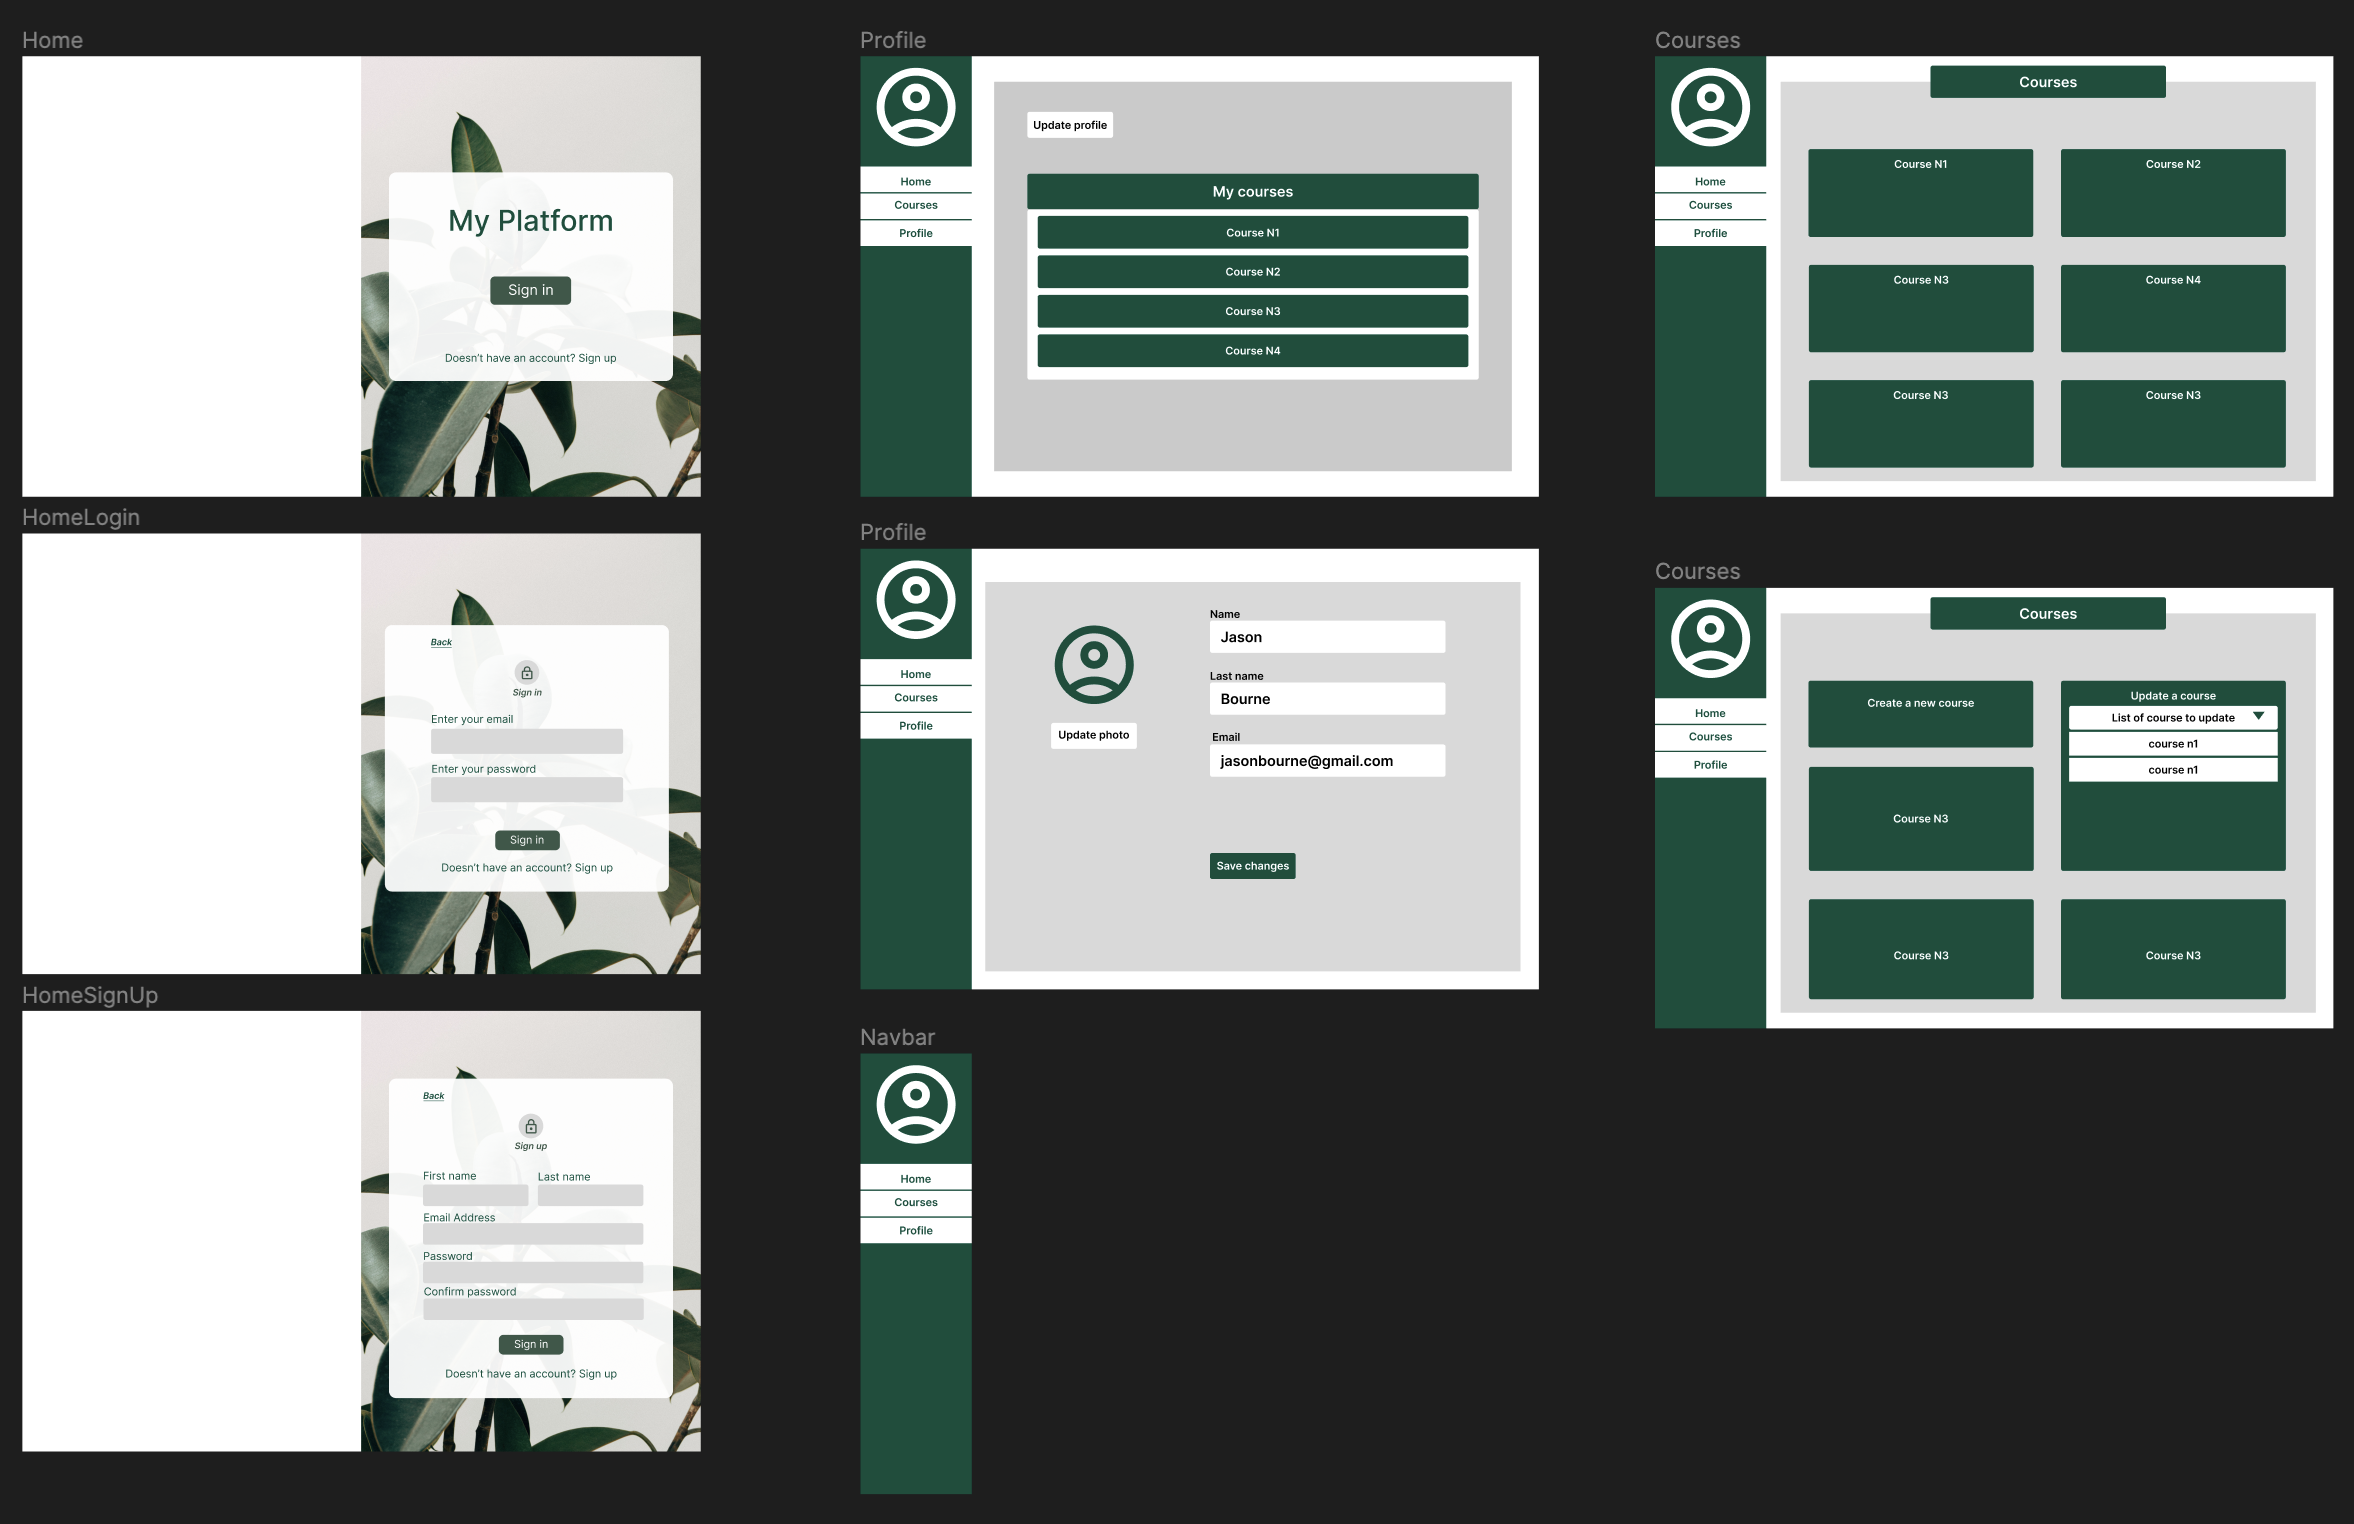 Home
My Platform
Sign in
Doesn't have an account? Sign up
HomeLogin
Back
Sign in
Enter your email
Enter your password
Sign in
Doesn't have an account? Sign up
HomeSignUp
Back
Sign up
First name
Last name
Email Address
Password
Confirm password
Sign in
Doesn't have an account? Sign up
Profile
Home
Courses
Profile
Update profile
My courses
Course N1
Course N2
Course N3
Course N4
Profile
Home
Courses
Profile
Update photo
Name
Jason
Last name
Bourne
Email
jasonbourne@gmail.com
Save changes
Navbar
Home
Courses
Profile
Courses
Home
Courses
Profile
Courses
Course N1
Course N2
Course N3
Course N4
Course N3
Course N3
Courses
Home
Courses
Profile
Courses
Create a new course
Update a course
List of course to update
course n1
course n1
Course N3
Course N3
Course N3